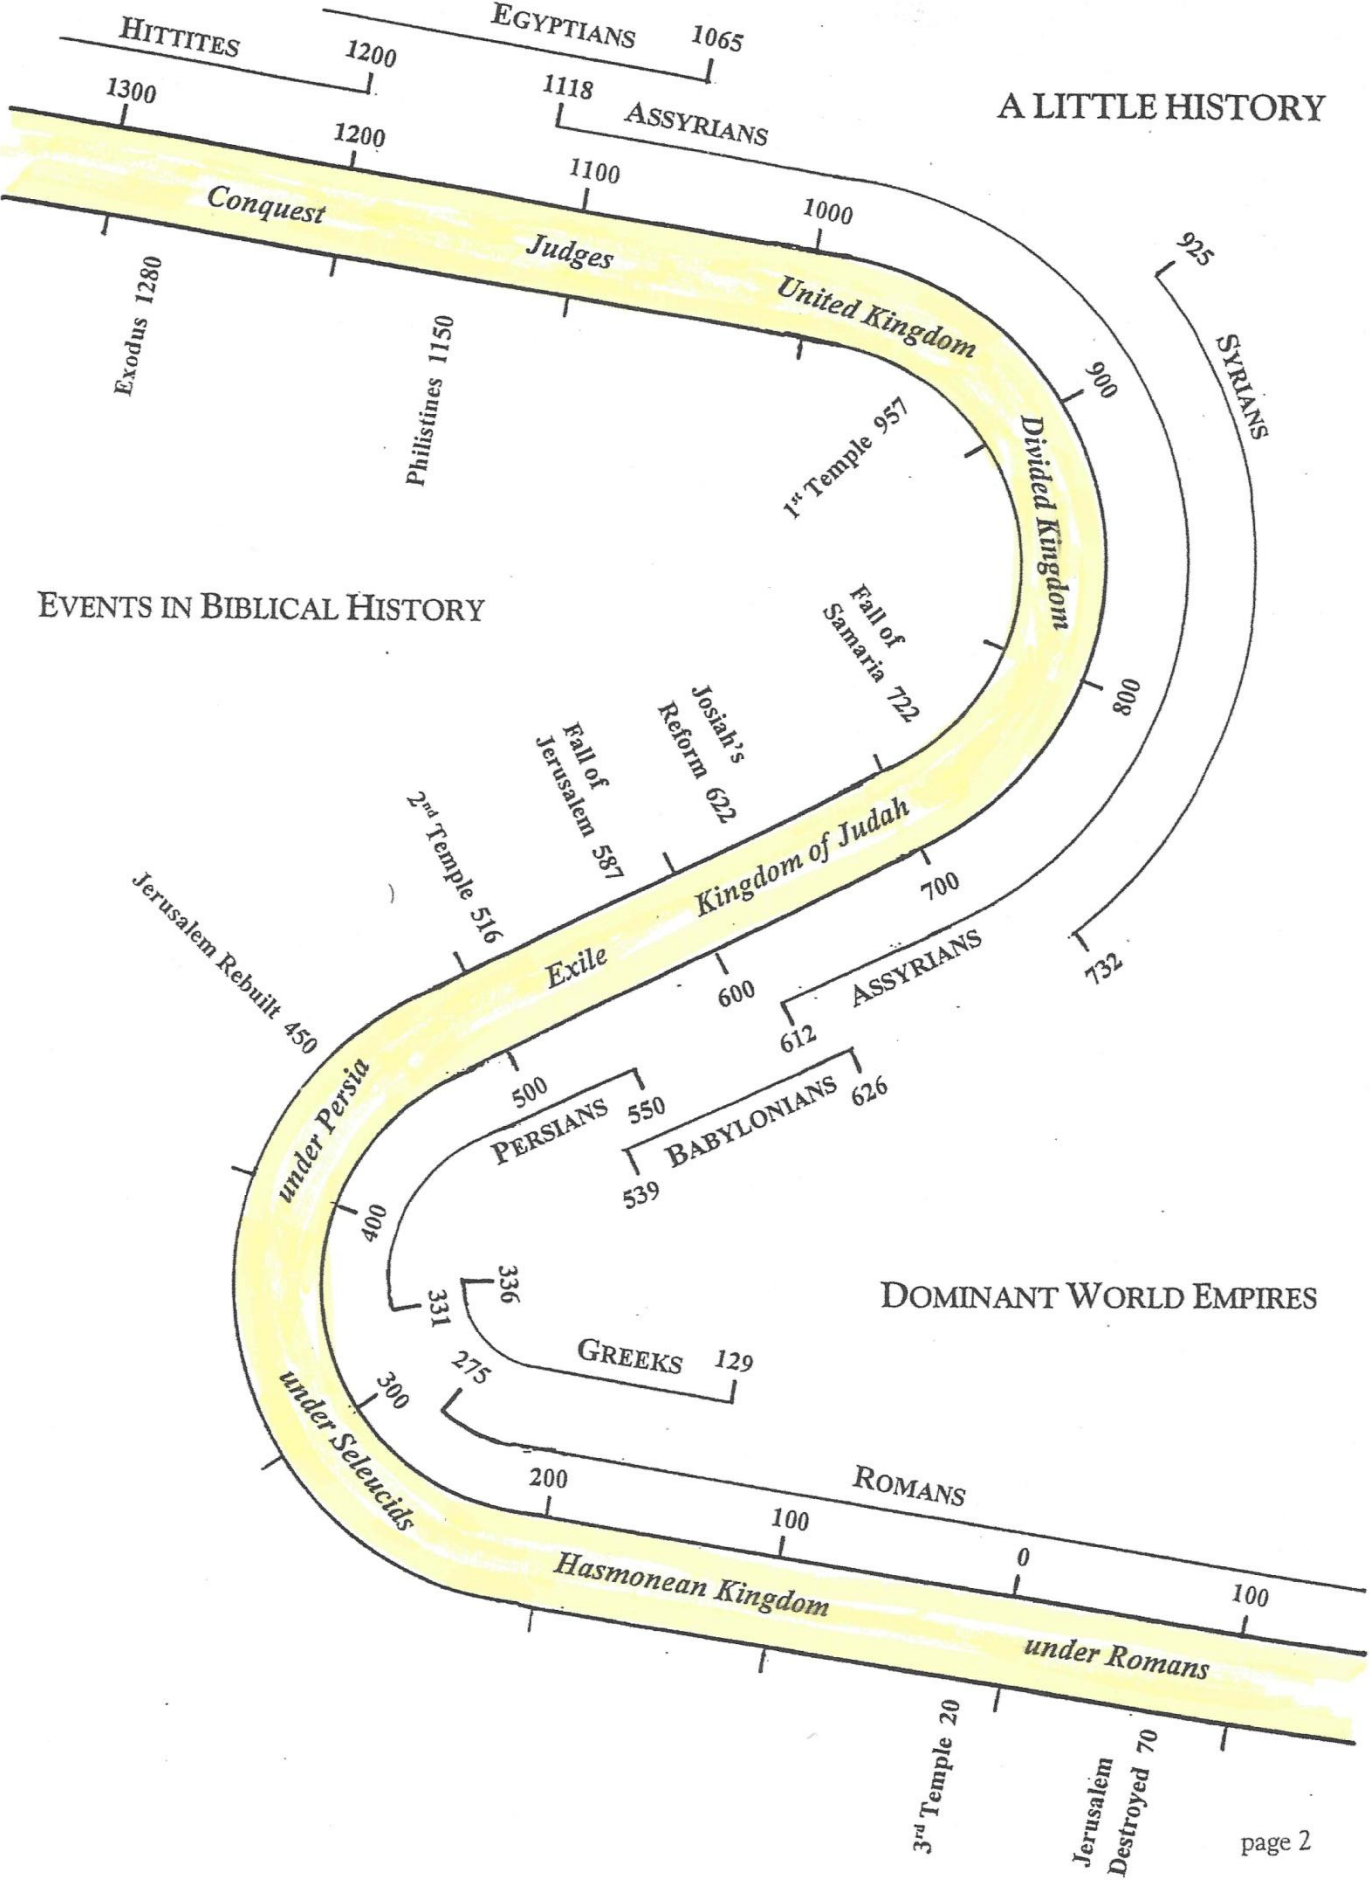 A LITTLE HISTORY
EGYPTIANS 1065
HITTITES 1200
1118 ASSYRIANS
1300
1200
1100
1000
Conquest
Judges
United Kingdom
925
SYRIANS
900
Exodus 1280
Philistines 1150
1st Temple 957
Divided Kingdom
EVENTS IN BIBLICAL HISTORY
Fall of
Samaria 722
800
Josiah's
Reform 622
Fall of
Jerusalem 587
2nd Temple 516
Jerusalem Rebuilt 450
Kingdom of Judah
700
ASSYRIANS
732
Exile
600
612
626
BABYLONIANS
539
500
550
PERSIANS
under Persia
400
331
336
DOMINANT WORLD EMPIRES
GREEKS 129
275
300
under Seleucids
ROMANS
200
100
0
100
Hasmonean Kingdom
under Romans
3rd Temple 20
Jerusalem
Destroyed 70
page 2